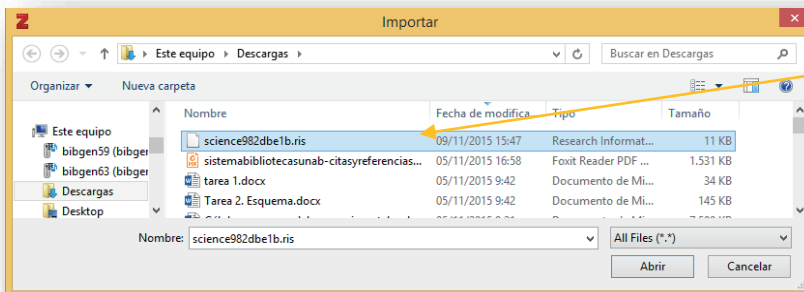 Z Importar x
Este equipo Descargas Buscar en Descargas
Organizar Nueva carpeta
Nombre Fecha de modifica... Tipo Tamaño
Este equipo
bibgen59 (bibger
bibgen63 (bibger
Descargas
Desktop
science982dbe1b.ris 09/11/2015 15:47 Research Informat... 11 KB
sistemabibliotecasunab-citasyreferencias... 05/11/2015 16:58 Foxit Reader PDF ... 1.531 KB
tarea 1.docx 05/11/2015 9:42 Documento de Mi... 34 KB
Tarea 2. Esquema.docx 05/11/2015 9:42 Documento de Mi... 145 KB
Nombre: science982dbe1b.ris All Files (*.*)
Abrir Cancelar